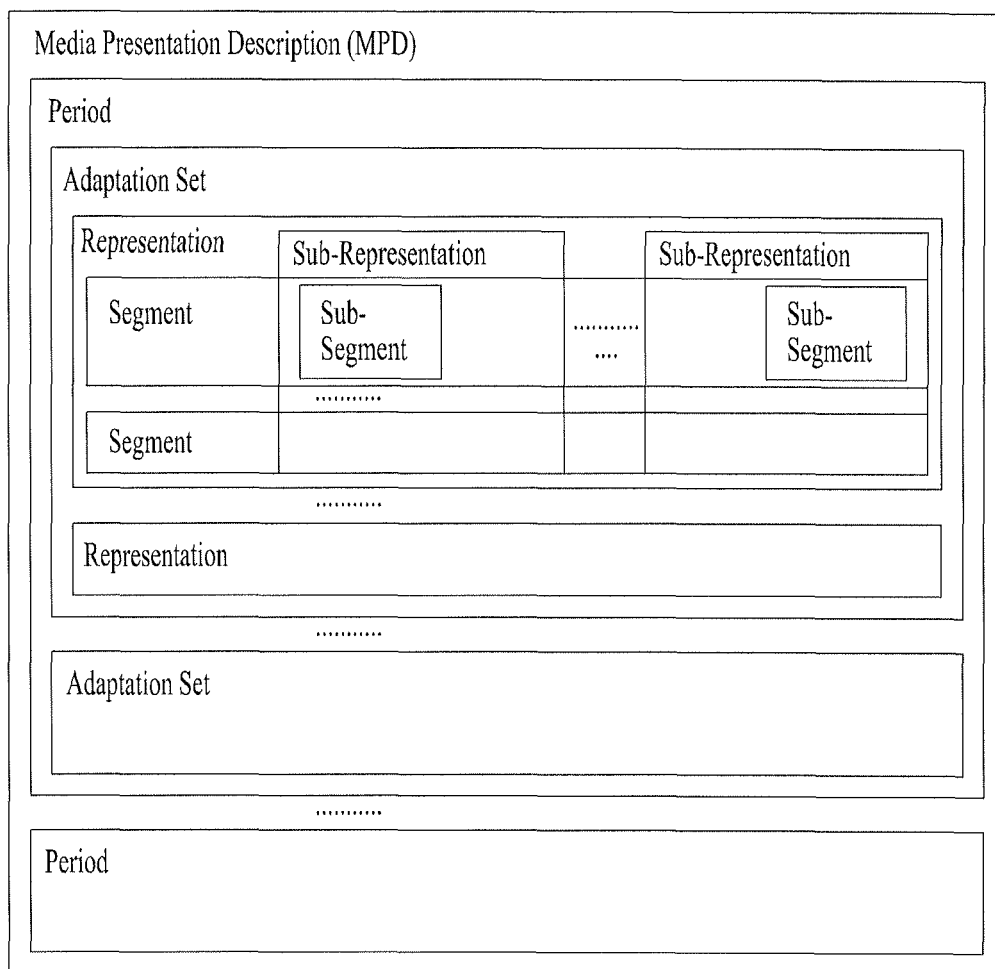 Media Presentation Description (MPD)
Period
Adaptation Set
Representation
Sub-Representation
Sub-Representation
Segment
Sub-
Segment
...........
....
Sub-
Segment
...........
Segment
...........
Representation
...........
Adaptation Set
...........
Period